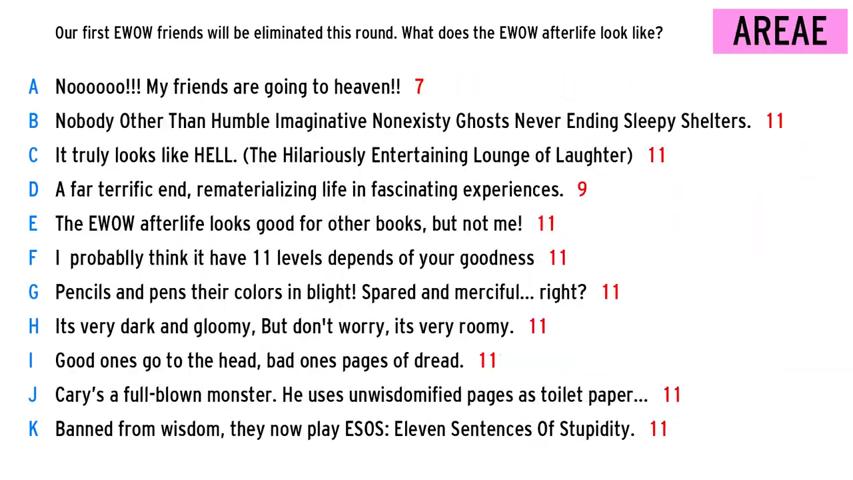 Our first EWOW friends will be eliminated this round. What does the EWOW afterlife look like?
AREAE
A Noooooo!!! My friends are going to heaven!! 7
B Nobody Other Than Humble Imaginative Nonexisty Ghosts Never Ending Sleepy Shelters. 11
C It truly looks like HELL. (The Hilariously Entertaining Lounge of Laughter) 11
D A far terrific end, rematerializing life in fascinating experiences. 9
E The EWOW afterlife looks good for other books, but not me! 11
F I probablly think it have 11 levels depends of your goodness 11
G Pencils and pens their colors in blight! Spared and merciful... right? 11
H Its very dark and gloomy, But don't worry, its very roomy. 11
I Good ones go to the head, bad ones pages of dread. 11
J Cary’s a full-blown monster. He uses unwisdomified pages as toilet paper... 11
K Banned from wisdom, they now play ESOS: Eleven Sentences Of Stupidity. 11